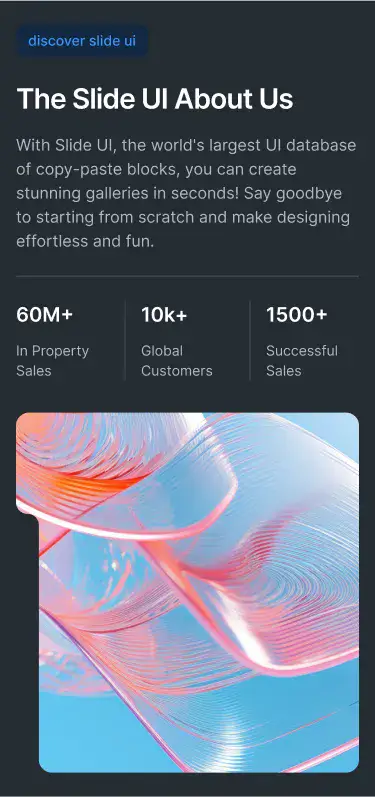 discover slide ui
The Slide UI About Us
With Slide UI, the world's largest UI database
of copy-paste blocks, you can create
stunning galleries in seconds! Say goodbye
to starting from scratch and make designing
effortless and fun.
60M+
In Property
Sales
10k+
Global
Customers
1500+
Successful
Sales